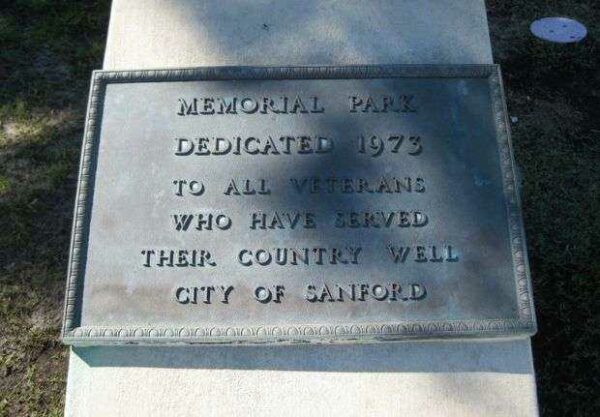 MEMORIAL PARK
DEDICATED 1973
TO ALL VETERANS
WHO HAVE SERVED
THEIR COUNTRY WELL
CITY OF SANFORD